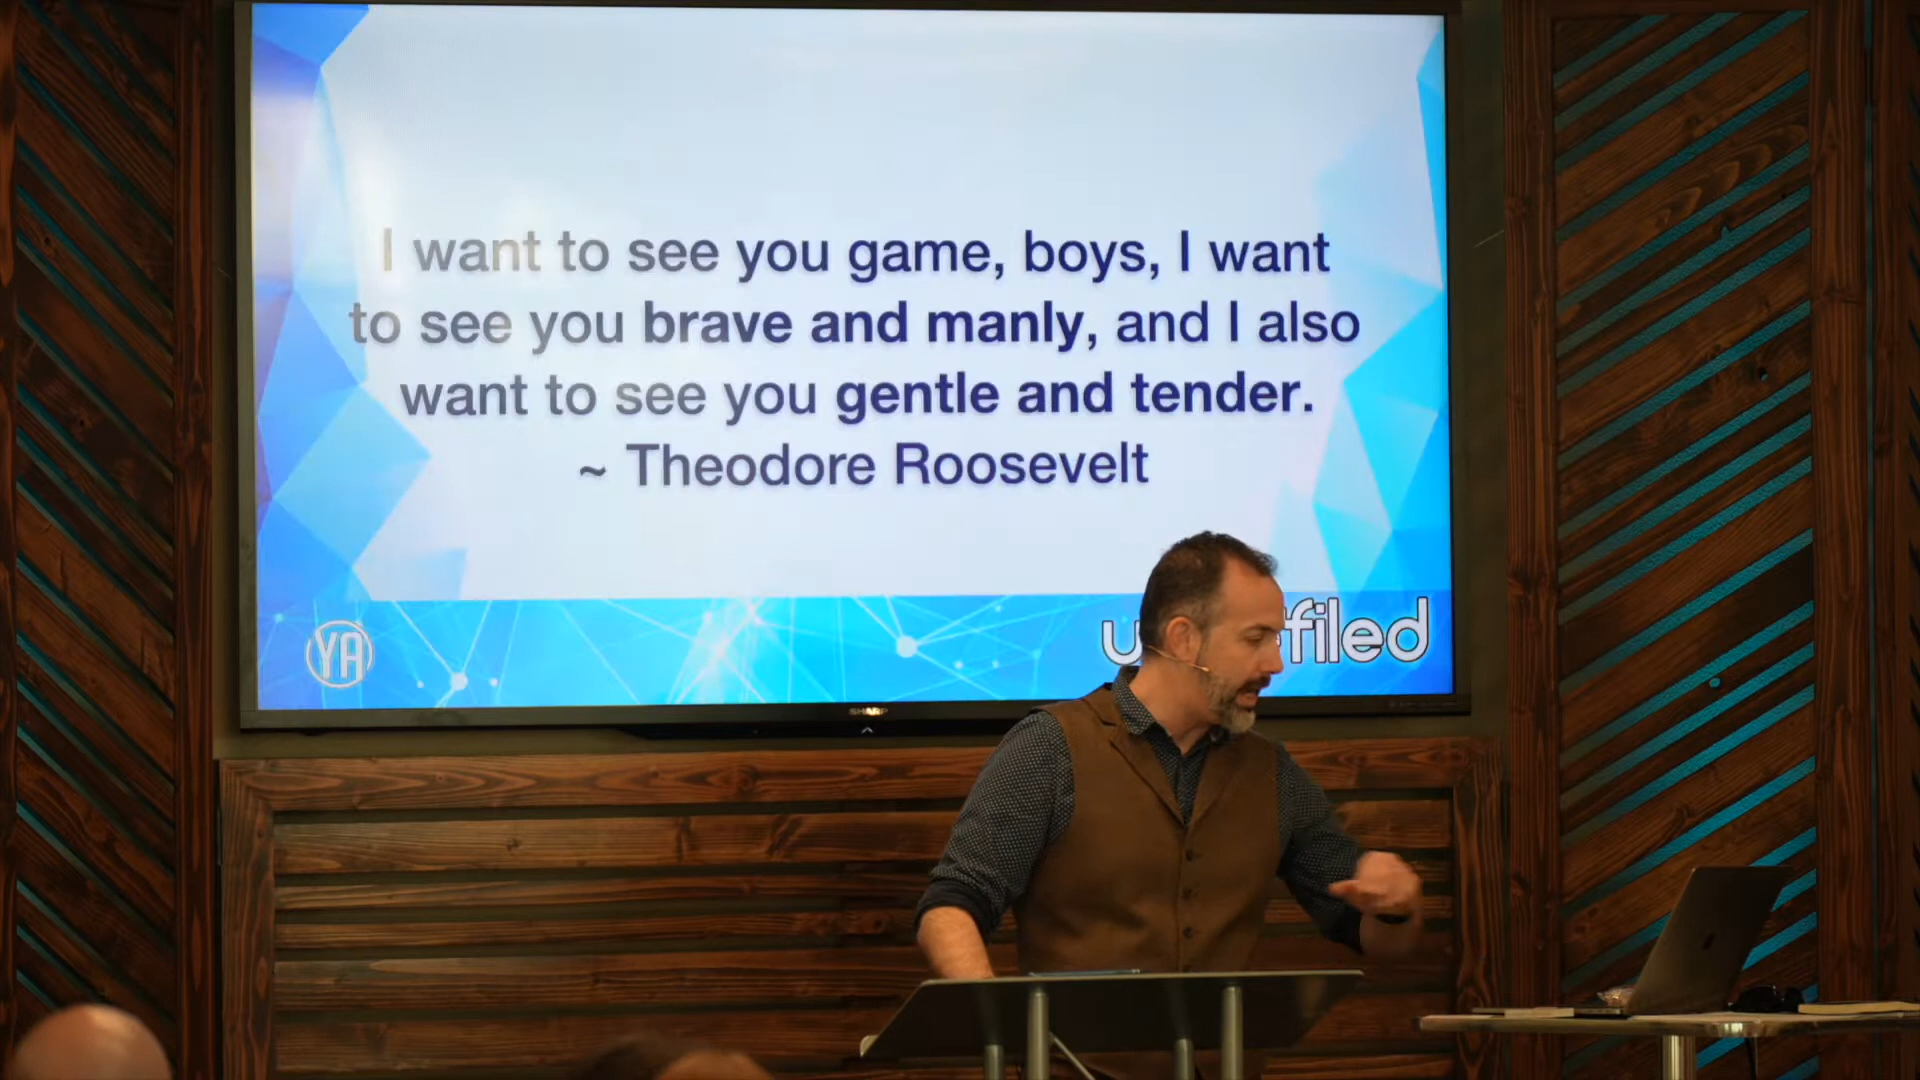 I want to see you game, boys, I want
to see you brave and manly, and I also
want to see you gentle and tender.
~ Theodore Roosevelt
YA
SHARP